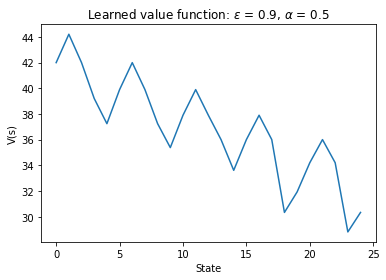 Learned value function: ε = 0.9, α = 0.5
V(s)
44
42
40
38
36
34
32
30
0 5 10 15 20 25
State